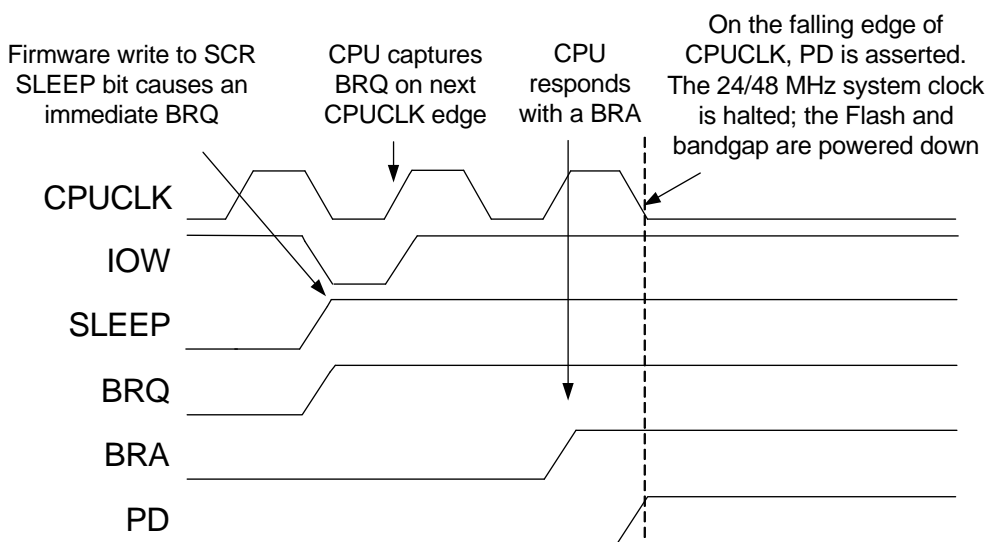 Firmware write to SCR
SLEEP bit causes an
immediate BRQ
CPU captures
BRQ on next
CPUCLK edge
CPU
responds
with a BRA
On the falling edge of
CPUCLK, PD is asserted.
The 24/48 MHz system clock
is halted; the Flash and
bandgap are powered down
CPUCLK
IOW
SLEEP
BRQ
BRA
PD